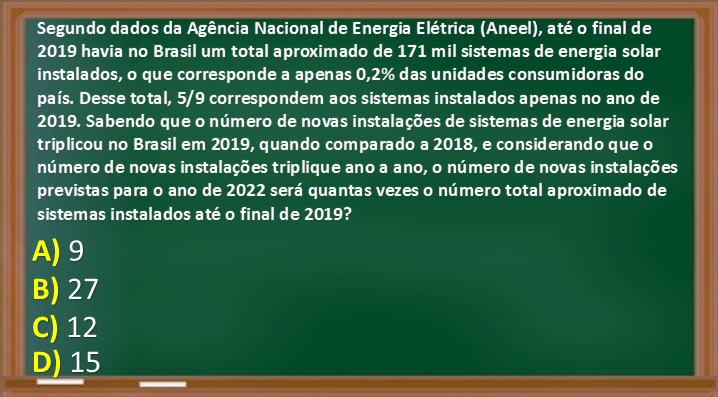 Segundo dados da Agência Nacional de Energia Elétrica (Aneel), até o final de
2019 havia no Brasil um total aproximado de 171 mil sistemas de energia solar
instalados, o que corresponde a apenas 0,2% das unidades consumidoras do
país. Desse total, 5/9 correspondem aos sistemas instalados apenas no ano de
2019. Sabendo que o número de novas instalações de sistemas de energia solar
triplicou no Brasil em 2019, quando comparado a 2018, e considerando que o
número de novas instalações triplique ano a ano, o número de novas instalações
previstas para o ano de 2022 será quantas vezes o número total aproximado de
sistemas instalados até o final de 2019?
A) 9
B) 27
C) 12
D) 15